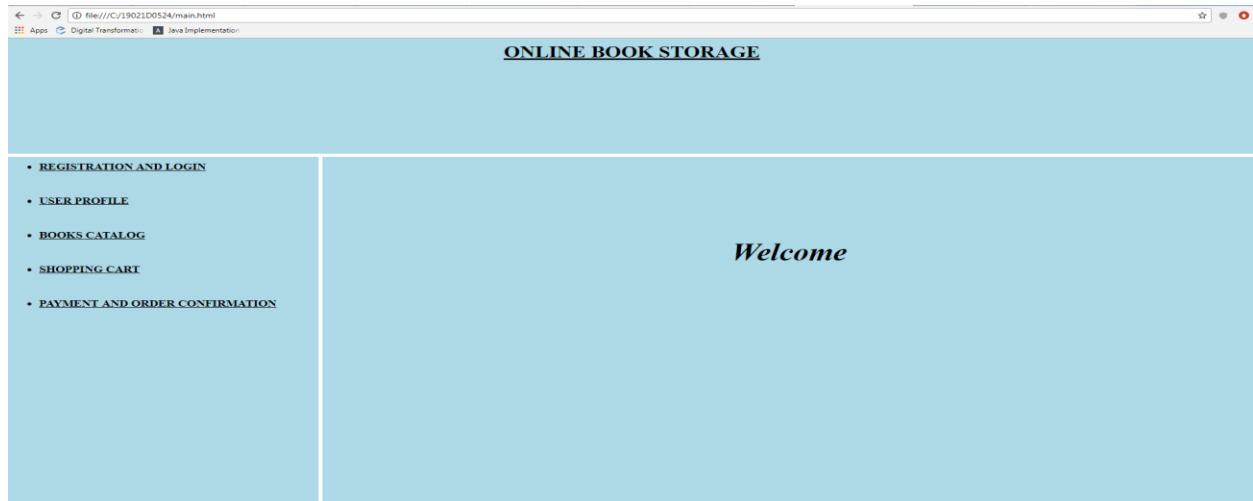 file:///C:/19021D0524/main.html
Apps Digital Transformatic Java Implementation
ONLINE BOOK STORAGE
• REGISTRATION AND LOGIN
• USER PROFILE
• BOOKS CATALOG
• SHOPPING CART
• PAYMENT AND ORDER CONFIRMATION
Welcome